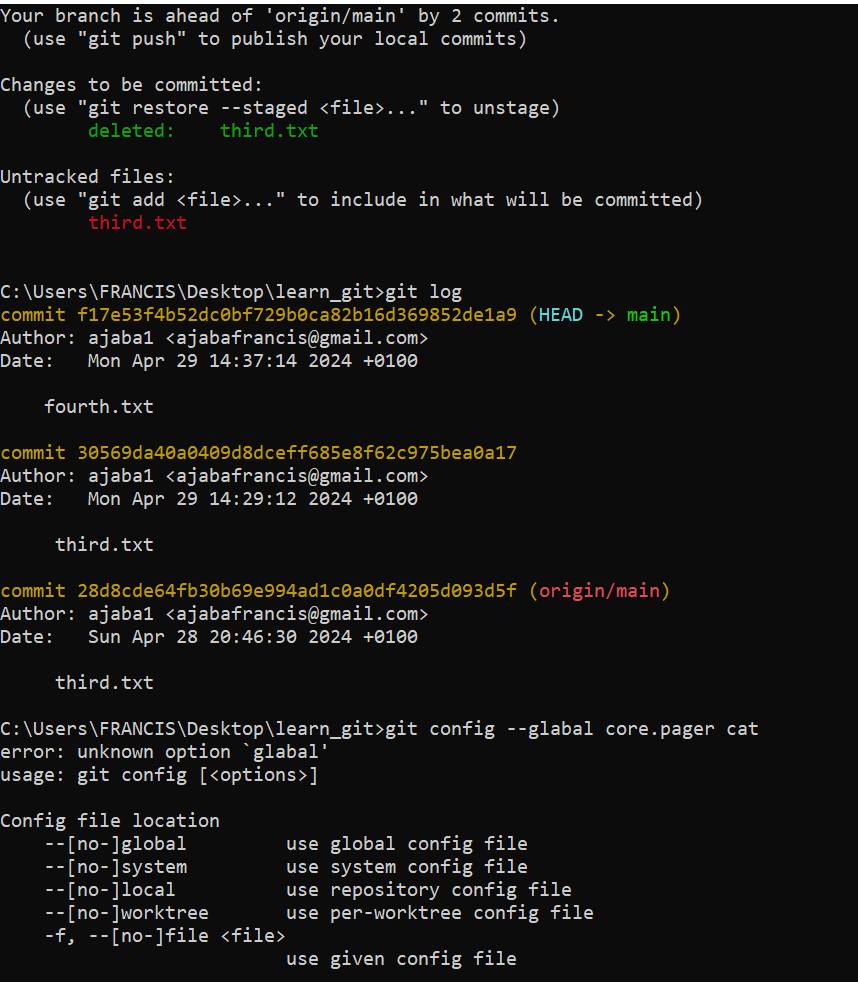 Your branch is ahead of 'origin/main' by 2 commits.
  (use "git push" to publish your local commits)

Changes to be committed:
  (use "git restore --staged <file>..." to unstage)
        deleted:    third.txt

Untracked files:
  (use "git add <file>..." to include in what will be committed)
        third.txt


C:\Users\FRANCIS\Desktop\learn_git>git log
commit f17e53f4b52dc0bf729b0ca82b16d369852de1a9 (HEAD -> main)
Author: ajaba1 <ajabafrancis@gmail.com>
Date:   Mon Apr 29 14:37:14 2024 +0100

    fourth.txt

commit 30569da40a0409d8dceff685e8f62c975bea0a17
Author: ajaba1 <ajabafrancis@gmail.com>
Date:   Mon Apr 29 14:29:12 2024 +0100

     third.txt

commit 28d8cde64fb30b69e994ad1c0a0df4205d093d5f (origin/main)
Author: ajaba1 <ajabafrancis@gmail.com>
Date:   Sun Apr 28 20:46:30 2024 +0100

     third.txt

C:\Users\FRANCIS\Desktop\learn_git>git config --glabal core.pager cat
error: unknown option `glabal'
usage: git config [<options>]

Config file location
    --[no-]global         use global config file
    --[no-]system         use system config file
    --[no-]local          use repository config file
    --[no-]worktree       use per-worktree config file
    -f, --[no-]file <file>
                          use given config file